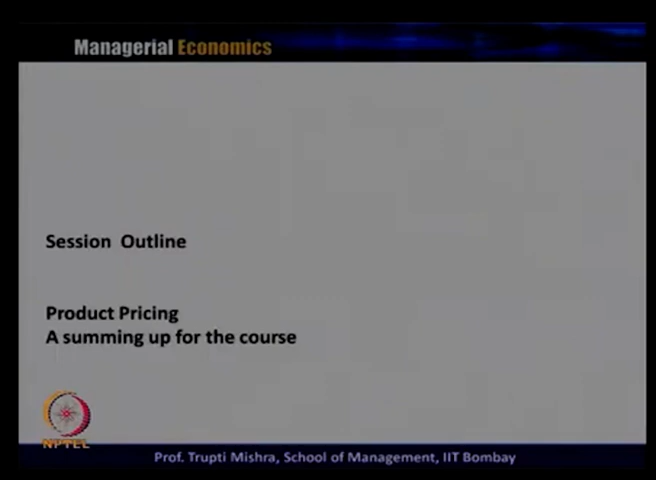 Managerial Economics
Session Outline
Product Pricing
A summing up for the course
NPTEL
Prof. Trupti Mishra, School of Management, IIT Bombay